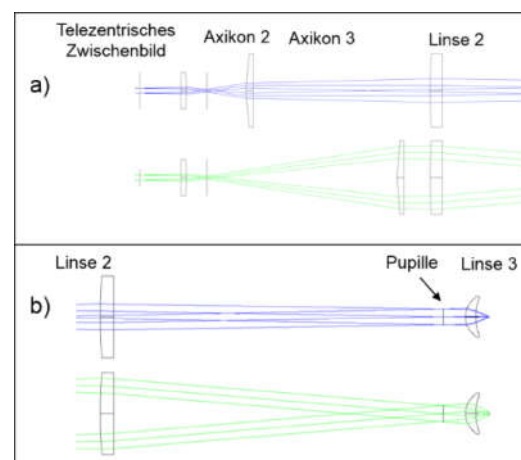 Telezentrisches
Zwischenbild
Axikon 2
Axikon 3
Linse 2
a)
Linse 2
Pupille
Linse 3
b)